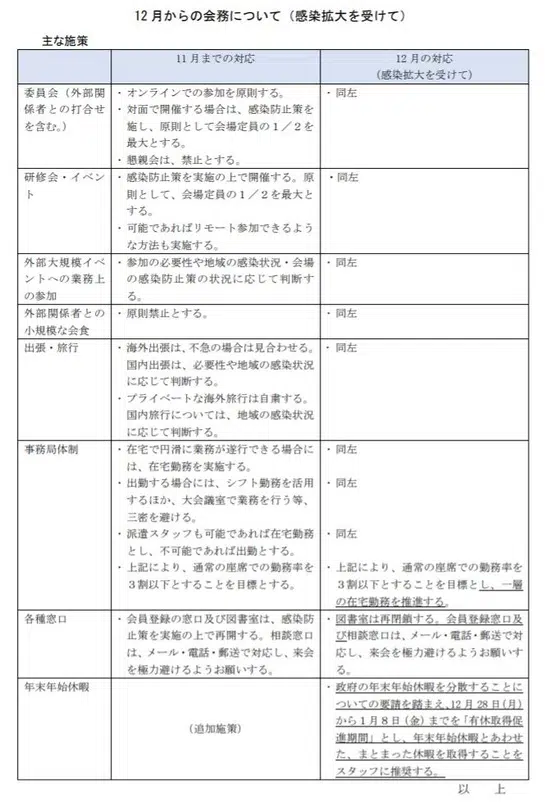 12月からの会務について（感染拡大を受けて）
主な施策
11月までの対応
12月の対応
（感染拡大を受けて）
委員会（外部関
係者との打合せ
を含む。）
・オンラインでの参加を原則する。
・対面で開催する場合は、感染防止策を
施し、原則として会場定員の１／２を
最大とする。
・懇親会は、禁止とする。
・同左
研修会・イベン
ト
・感染防止策を実施の上で開催する。原
則として、会場定員の１／２を最大と
する。
・可能であればリモート参加できるよう
な方法も実施する。
・同左
外部大規模イベ
ントへの業務上
の参加
・参加の必要性や地域の感染状況・会場
の感染防止策の状況に応じて判断す
る。
・同左
外部関係者との
小規模な会食
・原則禁止とする。
・同左
出張・旅行
・海外出張は、不急の場合は見合わせる。
国内出張は、必要性や地域の感染状況
に応じて判断する。
・プライベートな海外旅行は自粛する。
国内旅行については、地域の感染状況
に応じて判断する。
・同左
事務局体制
・在宅で円滑に業務が遂行できる場合に
は、在宅勤務を実施する。
・同左
・出勤する場合には、シフト勤務を活用
するほか、大会議室で業務を行う等、
三密を避ける。
・同左
・派遣スタッフも可能であれば在宅勤務
とし、不可能であれば出勤とする。
・同左
・上記により、通常の座席での勤務率を
３割以下とすることを目標とする。
・上記により、通常の座席での勤務率を
３割以下とすることを目標とし、一層
の在宅勤務を推進する。
各種窓口
・会員登録の窓口及び図書室は、感染防
止策を実施の上で再開する。相談窓口
は、メール・電話・郵送で対応し、来会
を極力避けるようお願いする。
・図書室は再閉鎖する。会員登録窓口及
び相談窓口は、メール・電話・郵送で対
応し、来会を極力避けるようお願いす
る。
年末年始休暇
（追加施策）
・政府の年末年始休暇を分散することに
ついての要請を踏まえ、12月28日（月）
から１月８日（金）までを「有休取得促
進期間」とし、年末年始休暇とあわせ
た、まとまった休暇を取得することを
スタッフに推奨する。
以　上